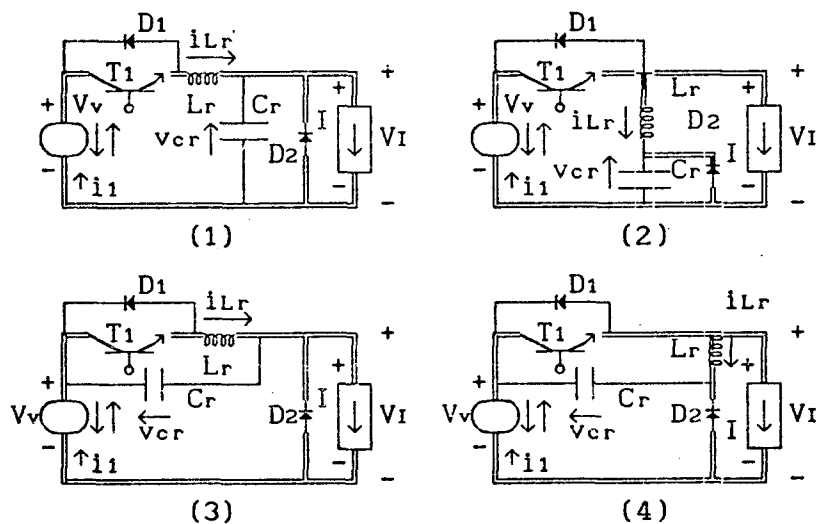 D1
iLr
T1
+
Lr
Cr
+
Vv
+
I
vcr
D2
VI
-
i1
-
-
(1)
D1
T1
+
Lr
+
Vv
+
iLr
D2
I
VI
vcr
Cr
-
i1
-
-
(2)
D1
iLr
T1
+
Lr
+
+
Cr
I
Vv
D2
VI
vcr
-
i1
-
-
(3)
D1
iLr
T1
+
Lr
+
+
Cr
Vv
D2
I
VI
vcr
-
i1
-
-
(4)